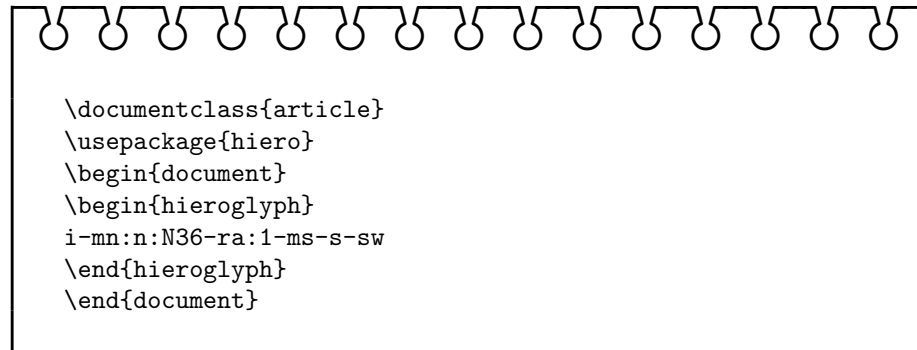 \documentclass{article}
\usepackage{hiero}
\begin{document}
\begin{hieroglyph}
i-mn:n:N36-ra:1-ms-s-sw
\end{hieroglyph}
\end{document}